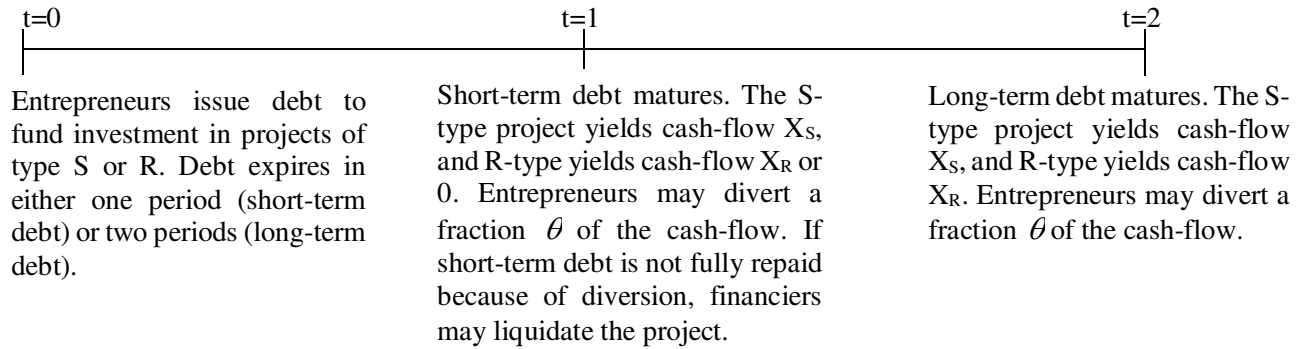 t=0 t=1 t=2
Entrepreneurs issue debt to
fund investment in projects of
type S or R. Debt expires in
either one period (short-term
debt) or two periods (long-term
debt).
Short-term debt matures. The S-
type project yields cash-flow XS,
and R-type yields cash-flow XR or
0. Entrepreneurs may divert a
fraction θ of the cash-flow. If
short-term debt is not fully repaid
because of diversion, financiers
may liquidate the project.
Long-term debt matures. The S-
type project yields cash-flow
XS, and R-type yields cash-flow
XR. Entrepreneurs may divert a
fraction θ of the cash-flow.